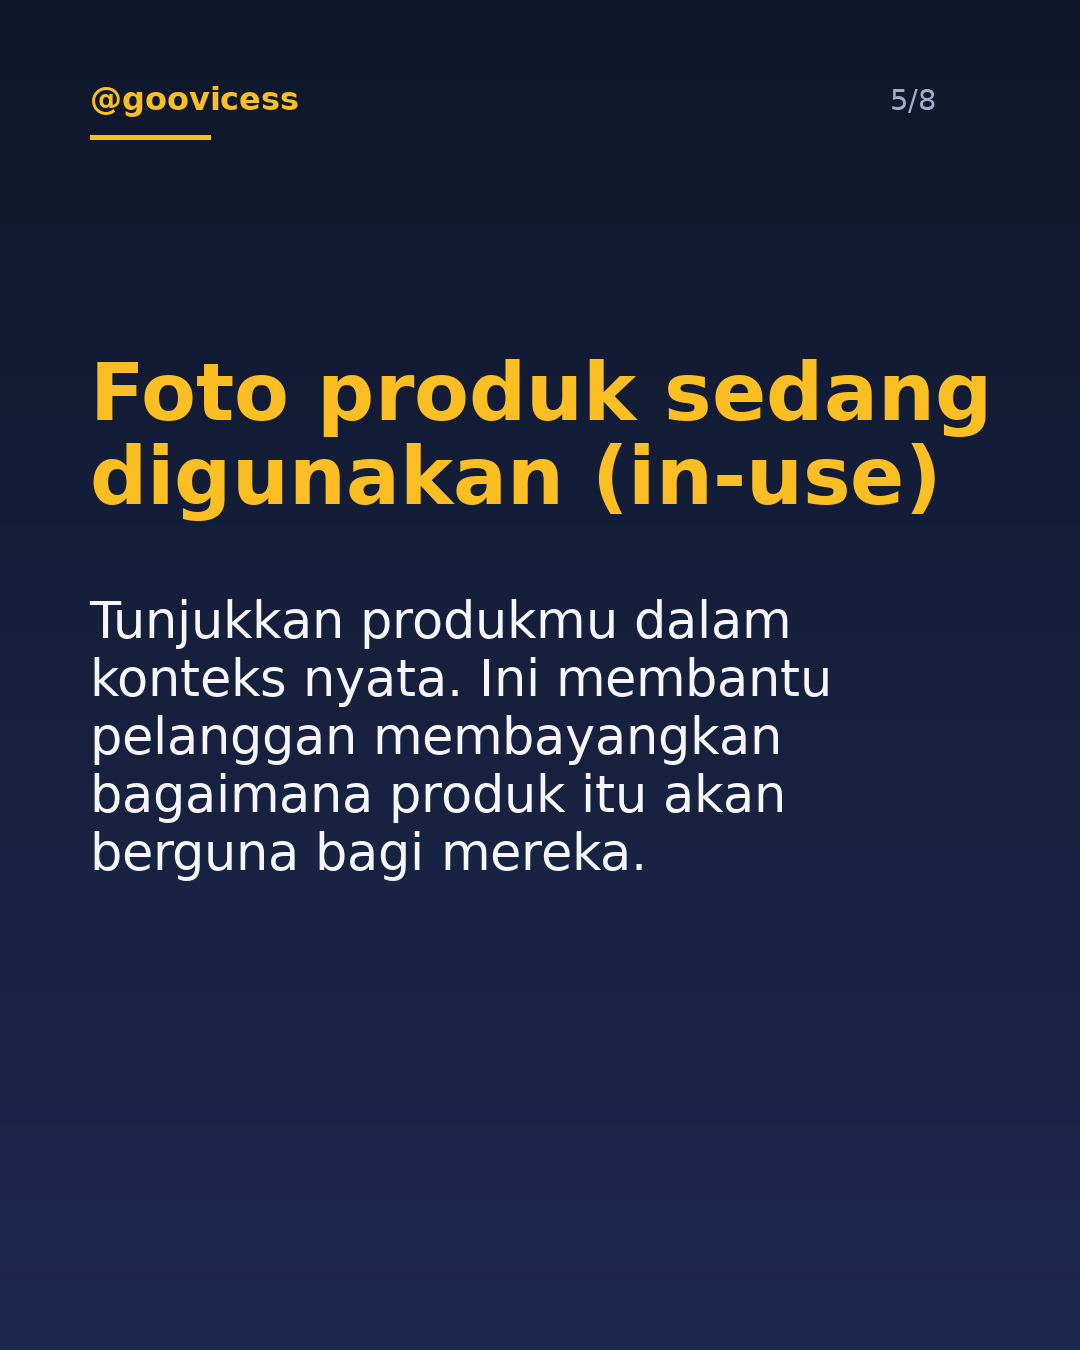 @goovicess
5/8
Foto produk sedang
digunakan (in-use)
Tunjukkan produkmu dalam
konteks nyata. Ini membantu
pelanggan membayangkan
bagaimana produk itu akan
berguna bagi mereka.